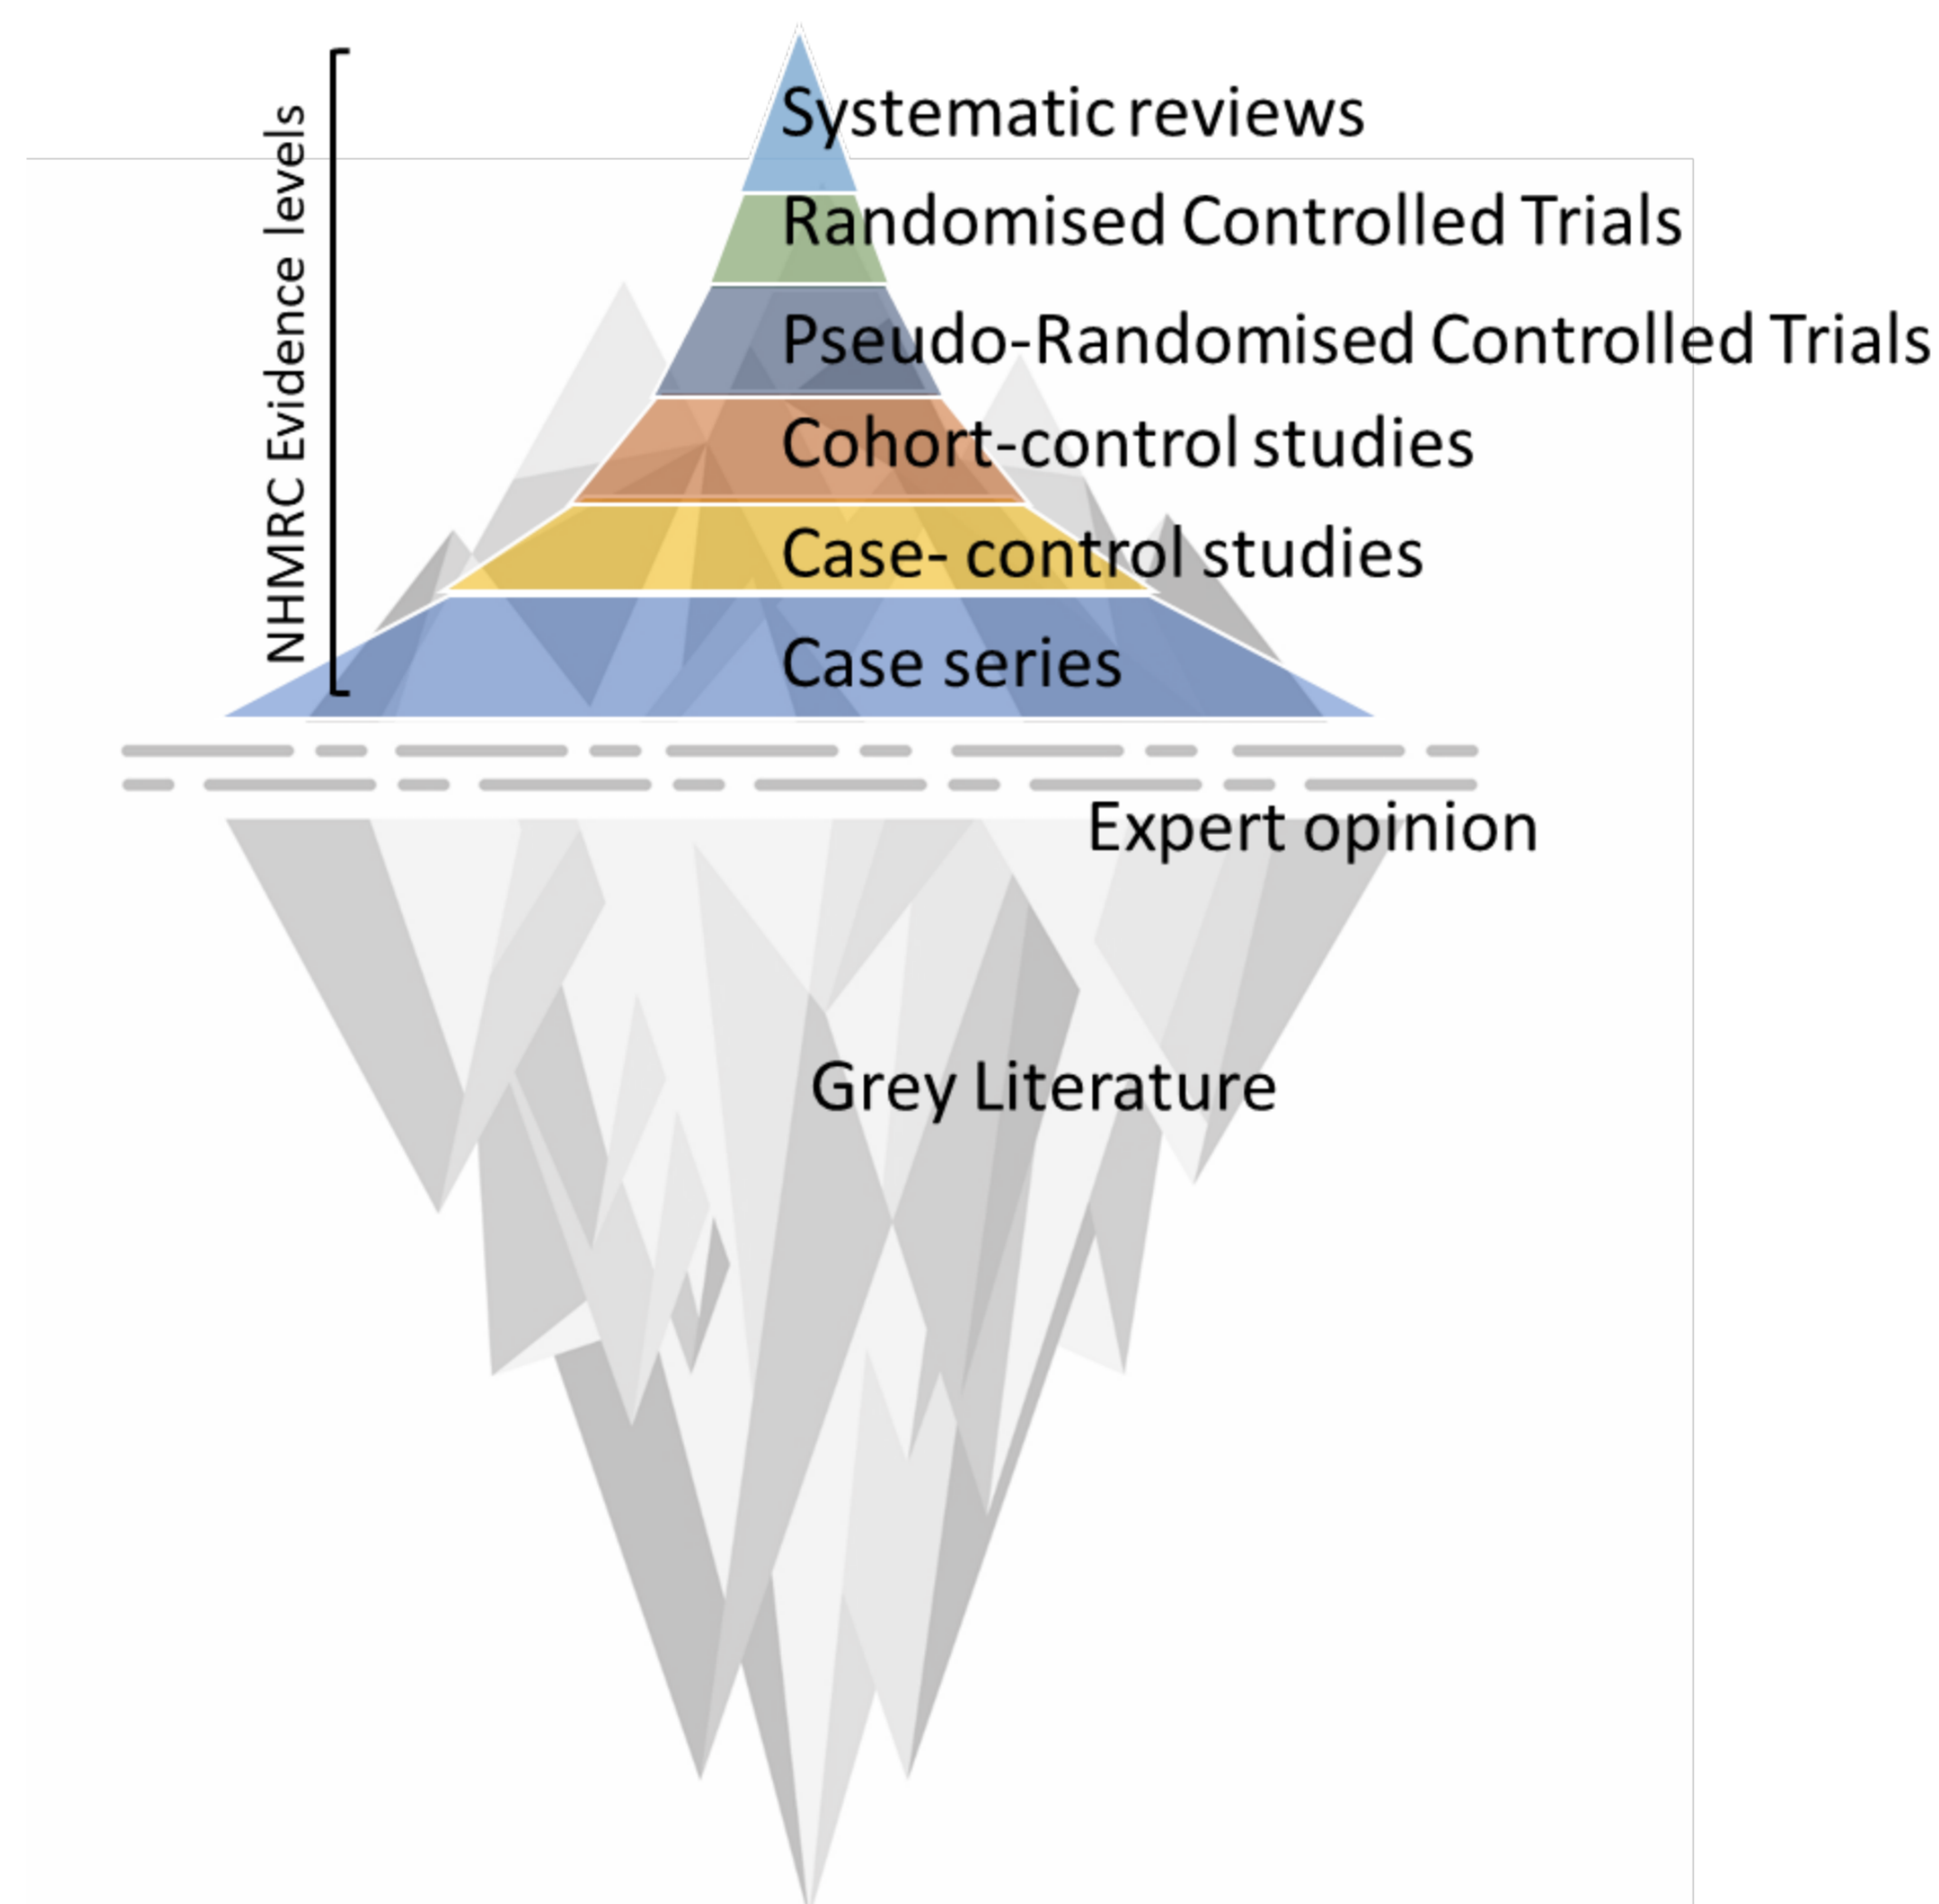 NHMRC Evidence levels
Systematic reviews
Randomised Controlled Trials
Pseudo-Randomised Controlled Trials
Cohort-control studies
Case- control studies
Case series
Expert opinion
Grey Literature